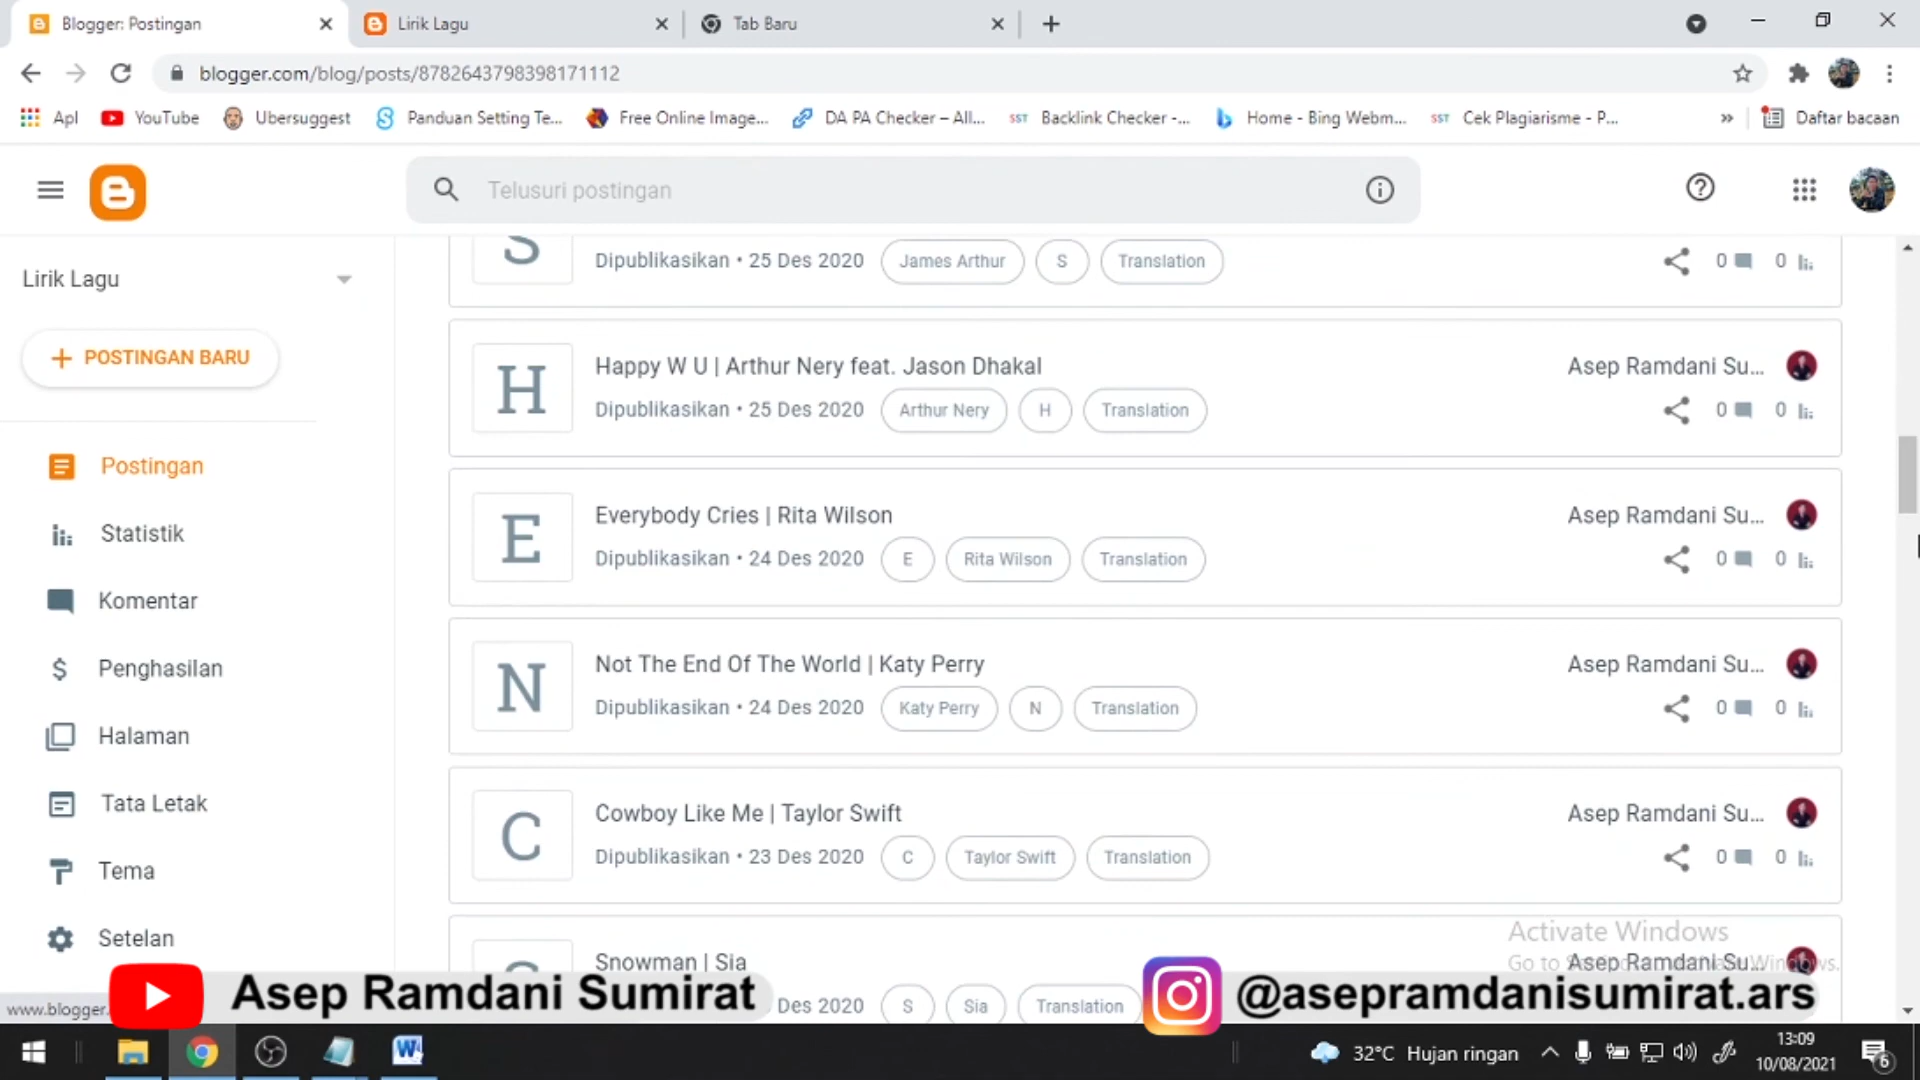 Blogger: Postingan
Lirik Lagu
Tab Baru
blogger.com/blog/posts/8782643798398171112
Apl
YouTube
Ubersuggest
Panduan Setting Te...
Free Online Image...
DA PA Checker – All...
SST
Backlink Checker -...
Home - Bing Webm...
SST
Cek Plagiarisme - P...
»
Daftar bacaan
Telusuri postingan
Lirik Lagu
POSTINGAN BARU
Postingan
Statistik
Komentar
Penghasilan
Halaman
Tata Letak
Tema
Setelan
S
Dipublikasikan • 25 Des 2020
James Arthur
S
Translation
0
0
H
Happy W U | Arthur Nery feat. Jason Dhakal
Asep Ramdani Su...
Dipublikasikan • 25 Des 2020
Arthur Nery
H
Translation
0
0
E
Everybody Cries | Rita Wilson
Asep Ramdani Su...
Dipublikasikan • 24 Des 2020
E
Rita Wilson
Translation
0
0
N
Not The End Of The World | Katy Perry
Asep Ramdani Su...
Dipublikasikan • 24 Des 2020
Katy Perry
N
Translation
0
0
C
Cowboy Like Me | Taylor Swift
Asep Ramdani Su...
Dipublikasikan • 23 Des 2020
C
Taylor Swift
Translation
0
0
Snowman | Sia
Asep Ramdani Su...
Des 2020
S
Sia
Translation
Activate Windows
Go to
Windows.
www.blogger.
Asep Ramdani Sumirat
@asepramdanisumirat.ars
32°C Hujan ringan
13:09
10/08/2021
6